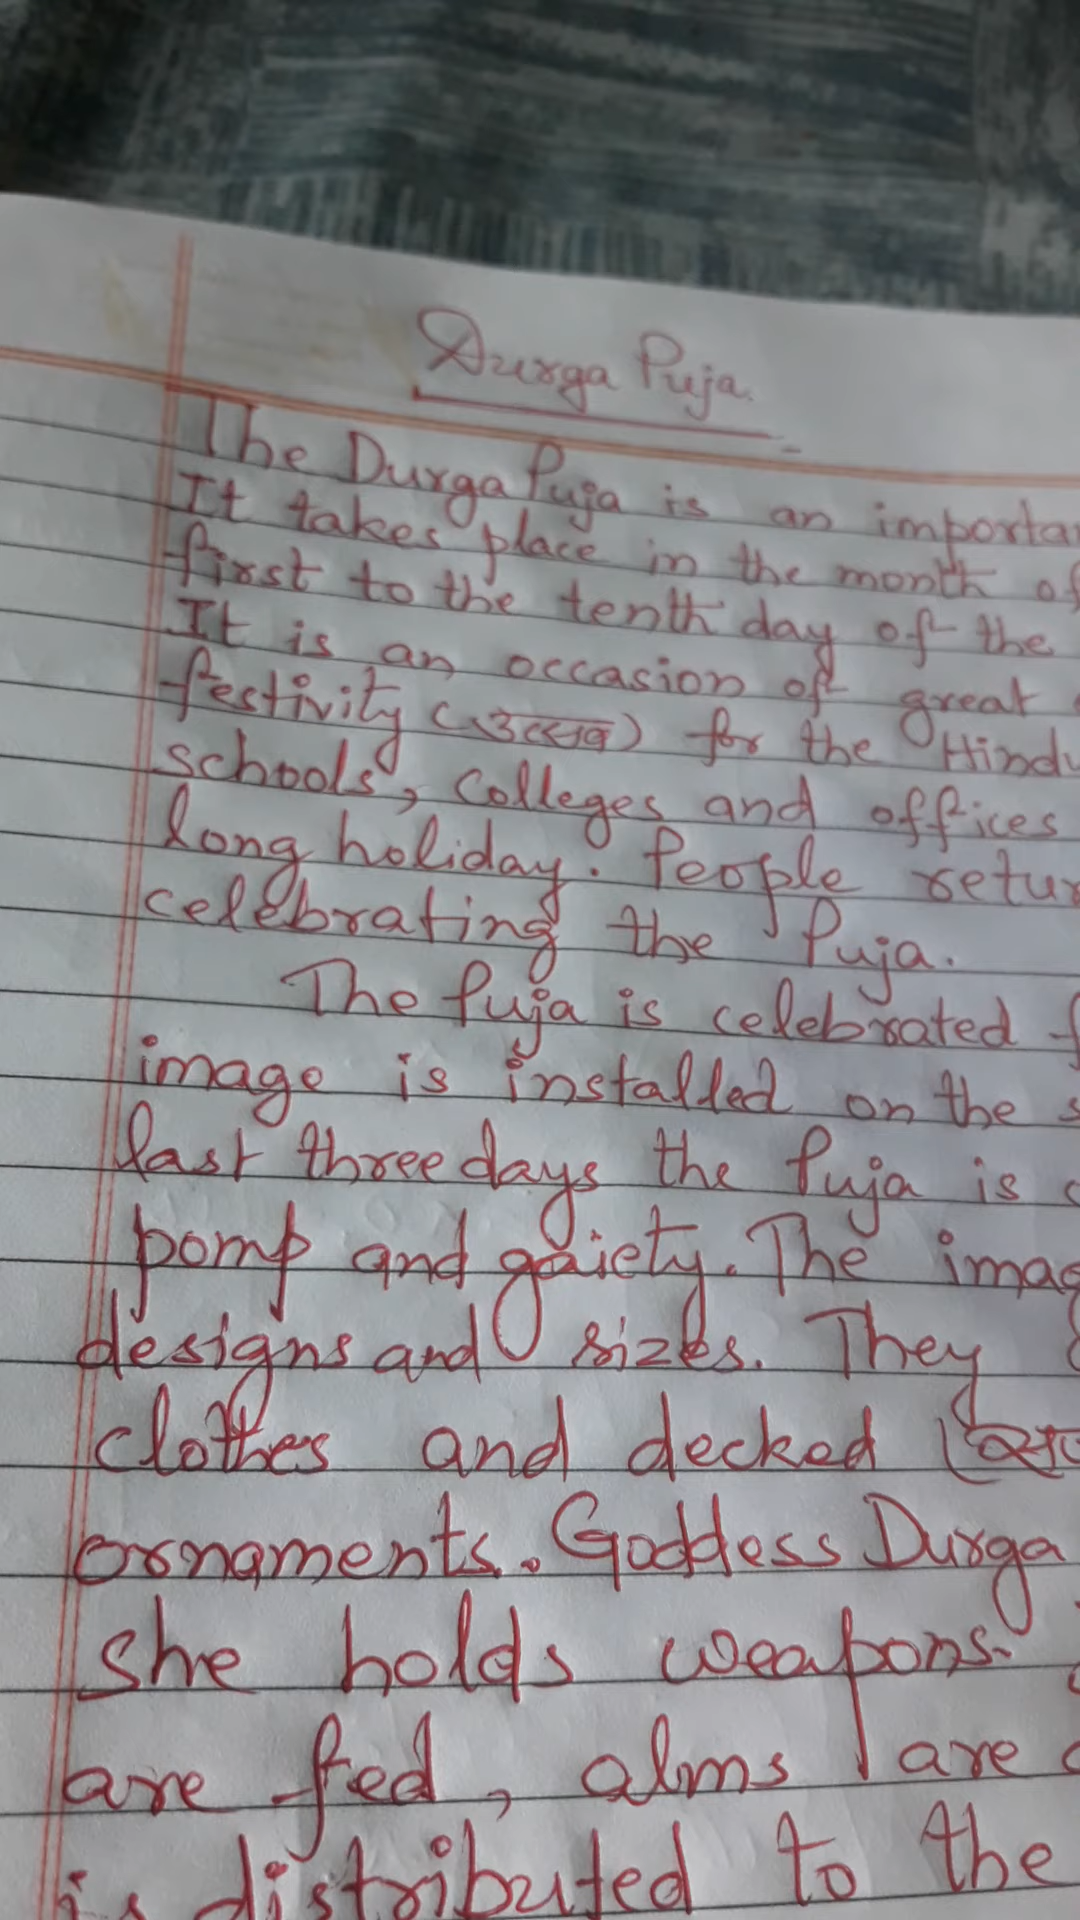 Durga Puja.
The Durga Puja is an importan
It takes place in the month of
first to the tenth day of the
It is an occasion of great
festivity (উৎসব) for the Hindu
schools, Colleges and offices
long holiday. People retur
celebrating the Puja.
The Puja is celebrated f
image is installed on the s
last three days the Puja is c
pomp and gaiety. The imag
designs and sizes. They
clothes and decked (
ornaments. Goddess Durga
she holds weapons.
are fed, alms are
is distributed to the